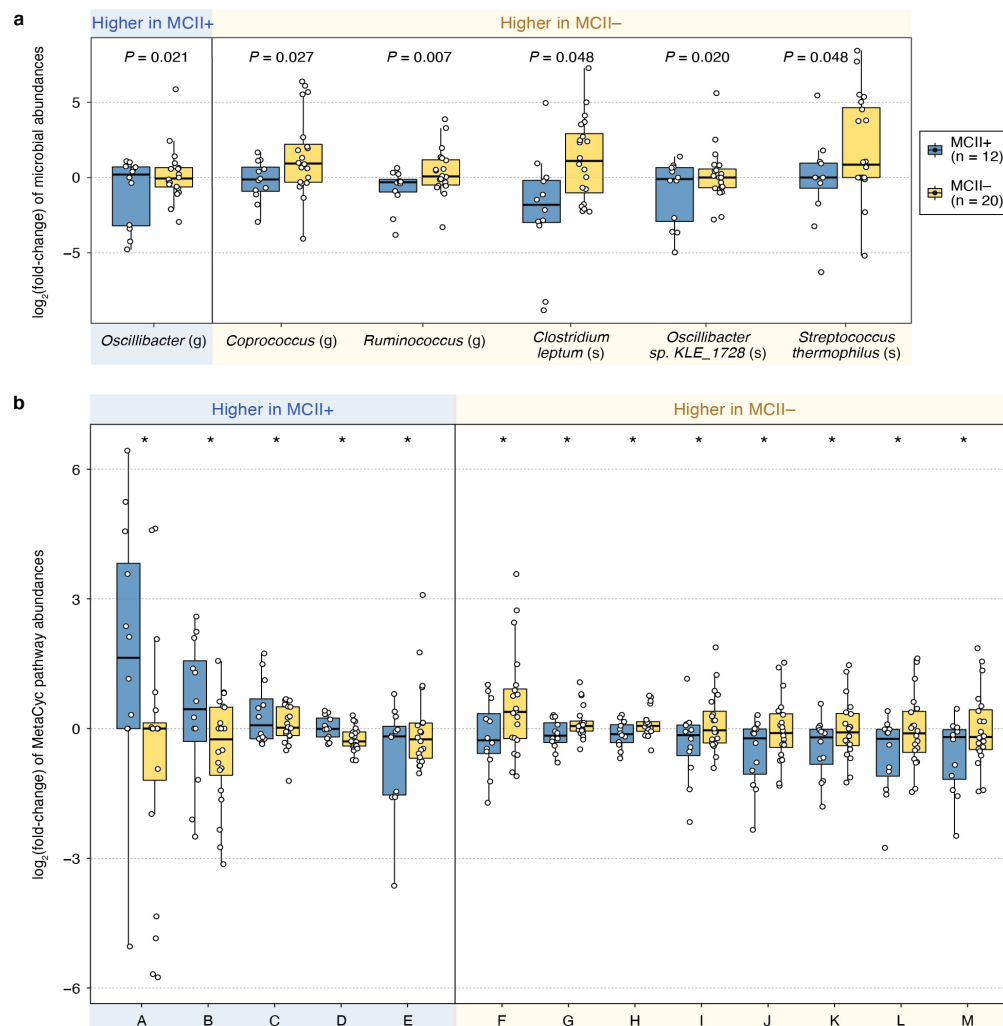 a
Higher in MCII+
Higher in MCII–
P = 0.021
P = 0.027
P = 0.007
P = 0.048
P = 0.020
P = 0.048
log2(fold-change) of microbial abundances
5
0
−5
MCII+
(n = 12)
MCII−
(n = 20)
Oscillibacter (g)
Coprococcus (g)
Ruminococcus (g)
Clostridium
leptum (s)
Oscillibacter
sp. KLE_1728 (s)
Streptococcus
thermophilus (s)
b
Higher in MCII+
Higher in MCII–
* * * * * * * * * * * * *
log2(fold-change) of MetaCyc pathway abundances
6
3
0
−3
−6
A B C D E F G H I J K L M